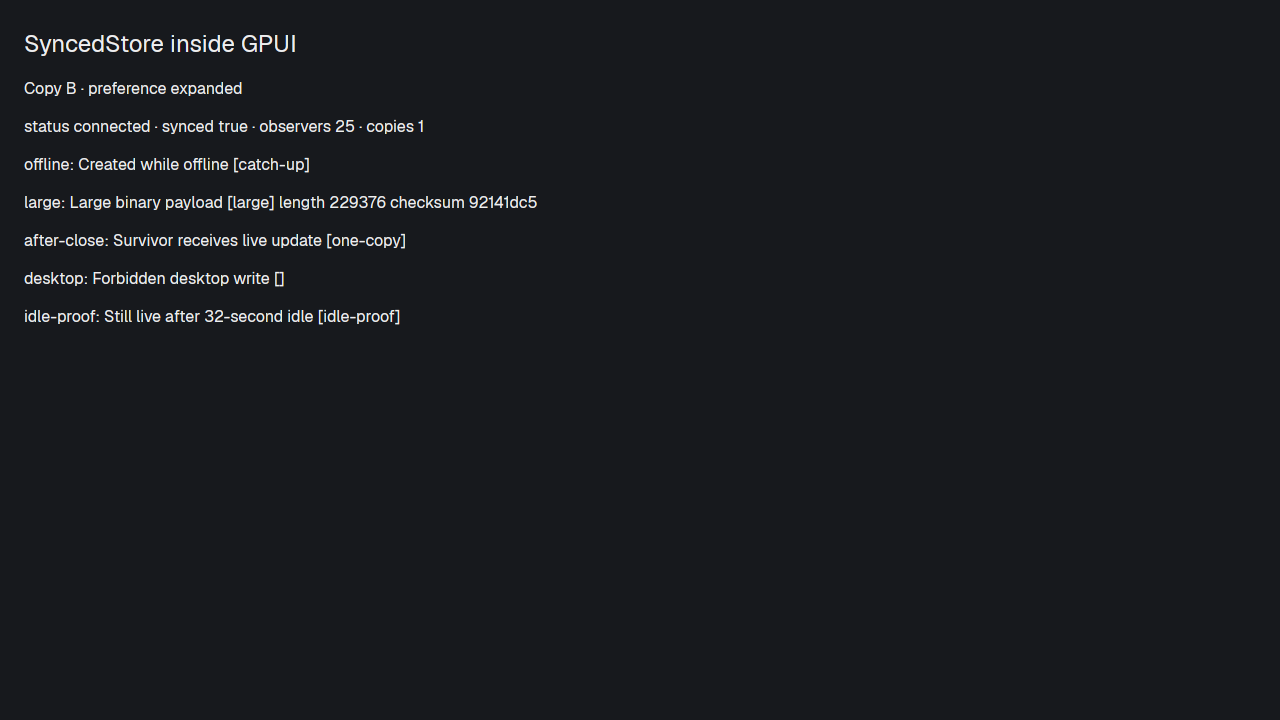 SyncedStore inside GPUI
Copy B · preference expanded
status connected · synced true · observers 25 · copies 1
offline: Created while offline [catch-up]
large: Large binary payload [large] length 229376 checksum 92141dc5
after-close: Survivor receives live update [one-copy]
desktop: Forbidden desktop write []
idle-proof: Still live after 32-second idle [idle-proof]